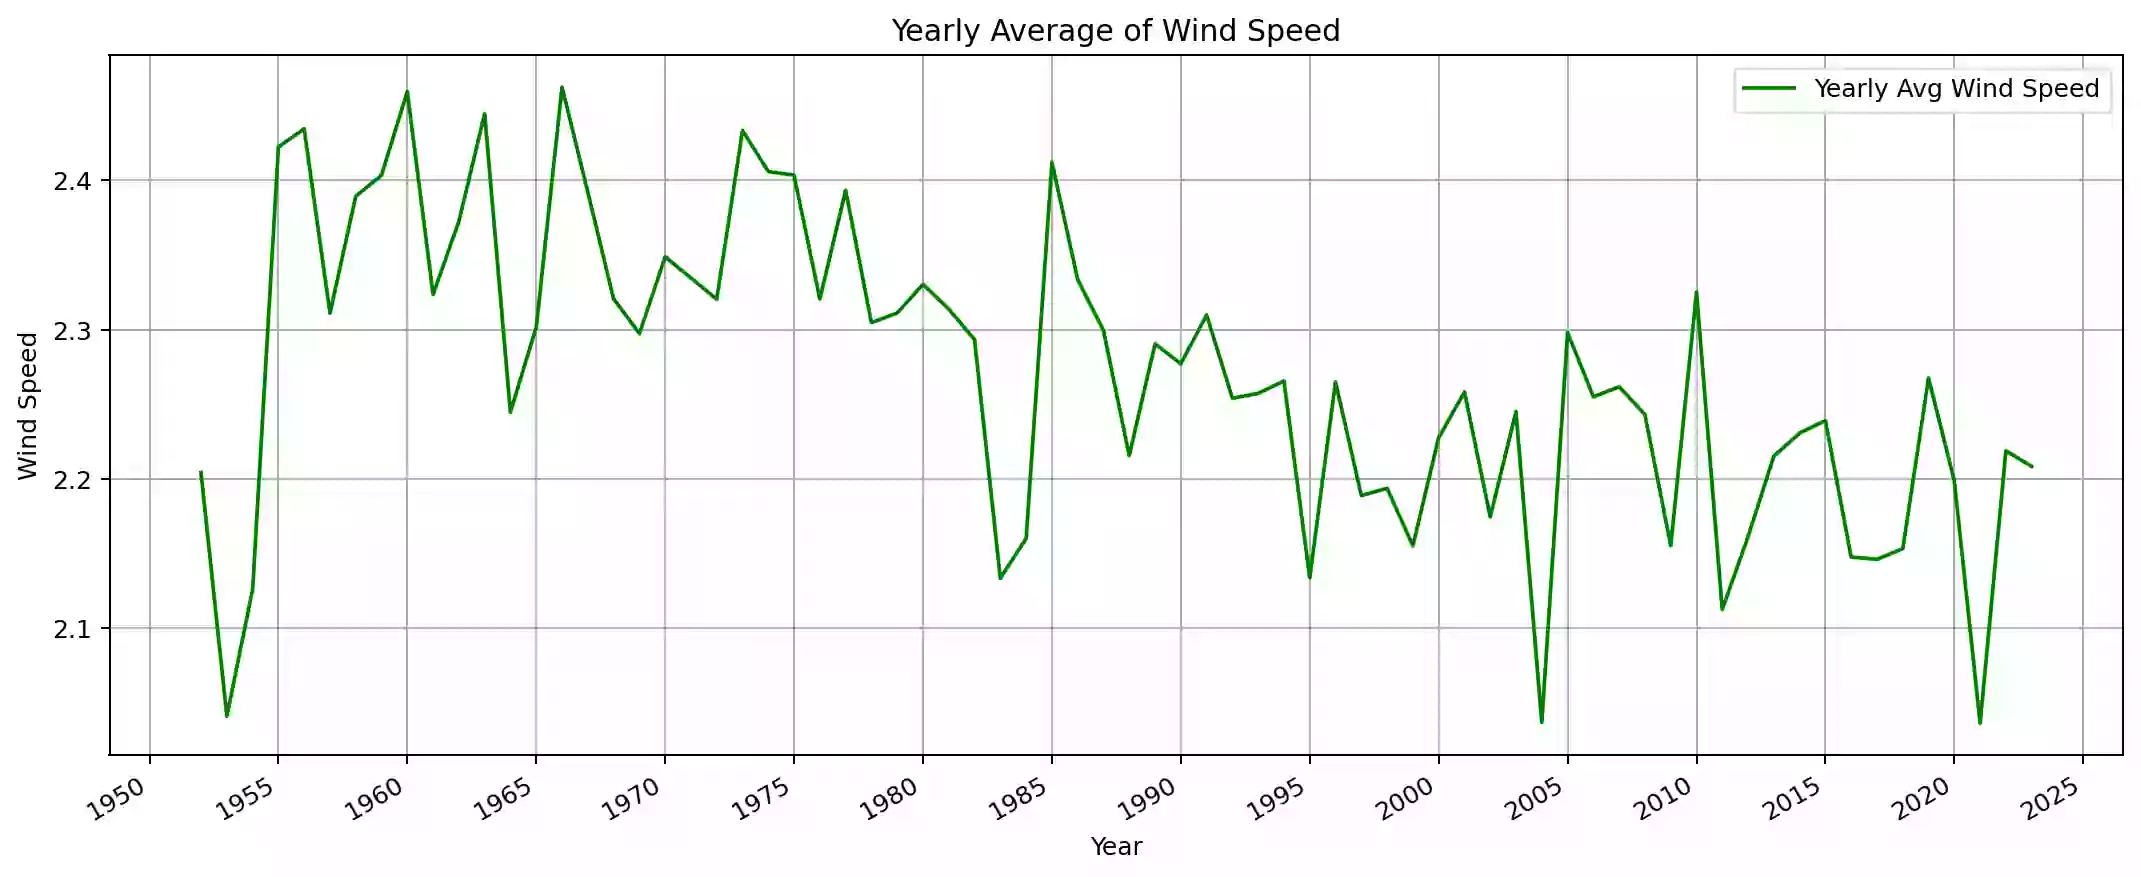 Yearly Average of Wind Speed
Yearly Avg Wind Speed
Wind Speed
2.4
2.3
2.2
2.1
1950 1955 1960 1965 1970 1975 1980 1985 1990 1995 2000 2005 2010 2015 2020 2025
Year